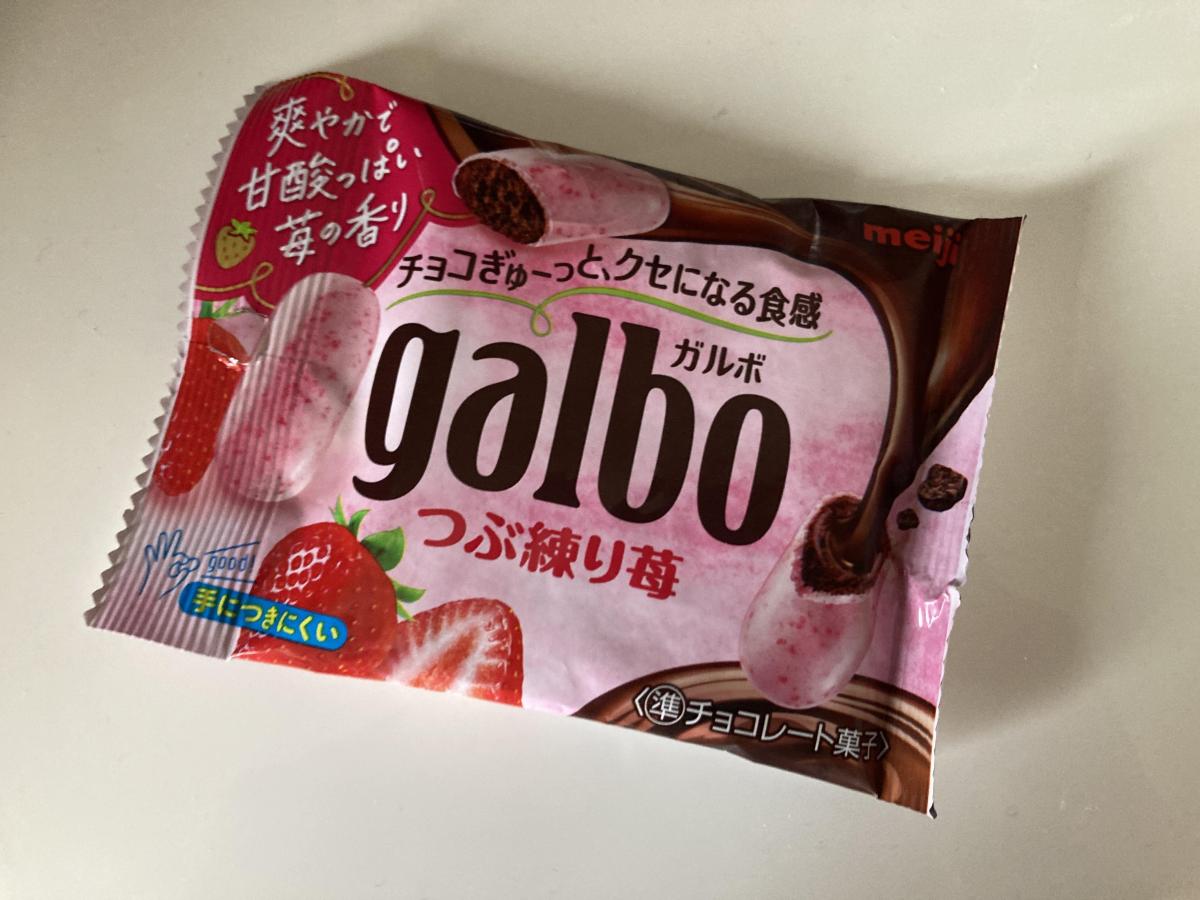 爽やかで
甘酸っぱい
苺の香り
meiji
チョコぎゅーっと、クセになる食感
ガルボ
galbo
つぶ練り苺
good!
手につきにくい
〈準チョコレート菓子〉